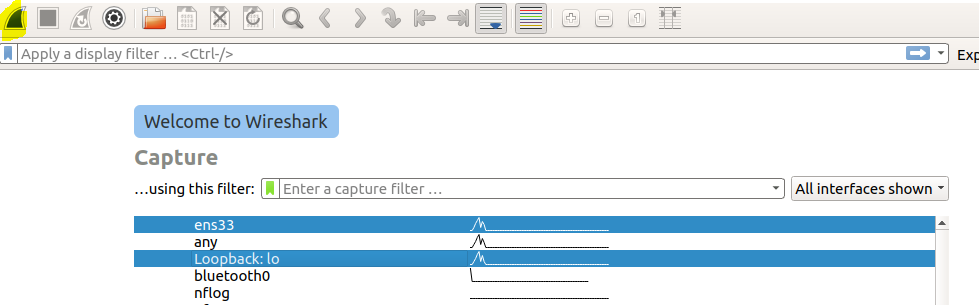 Apply a display filter … <Ctrl-/>
Welcome to Wireshark
Capture
…using this filter: Enter a capture filter … All interfaces shown
ens33
any
Loopback: lo
bluetooth0
nflog